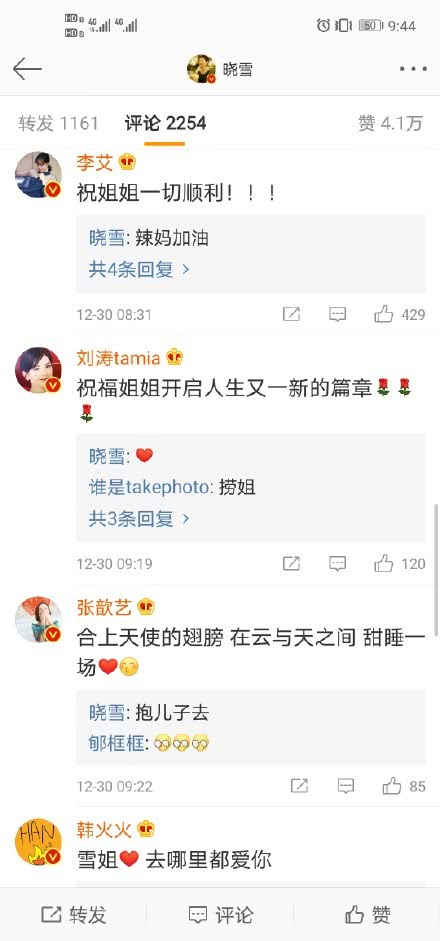 HD 4G 4G 50 9:44
晓雪
转发 1161 评论 2254 赞 4.1万
李艾
祝姐姐一切顺利！！！
晓雪: 辣妈加油
共4条回复 >
12-30 08:31 429
刘涛tamia
祝福姐姐开启人生又一新的篇章🌹🌹
🌹
晓雪: ❤️
谁是takephoto: 捞姐
共3条回复 >
12-30 09:19 120
张歆艺
合上天使的翅膀 在云与天之间 甜睡一
场❤️😚
晓雪: 抱儿子去
郇框框:
12-30 09:22 85
HAN
韩火火
雪姐❤️ 去哪里都爱你
转发 评论 赞